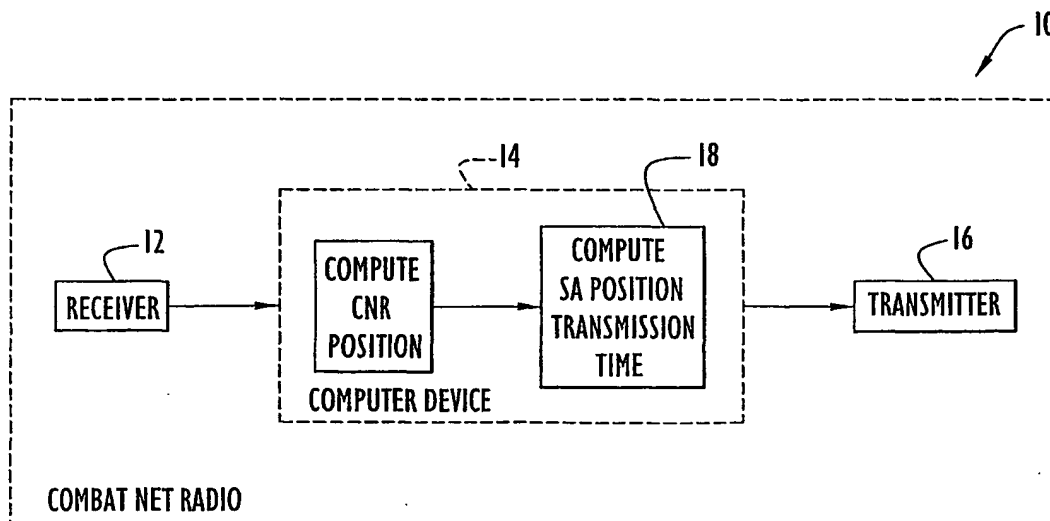 10
14
18
12
16
RECEIVER
COMPUTE
CNR
POSITION
COMPUTE
SA POSITION
TRANSMISSION
TIME
TRANSMITTER
COMPUTER DEVICE
COMBAT NET RADIO